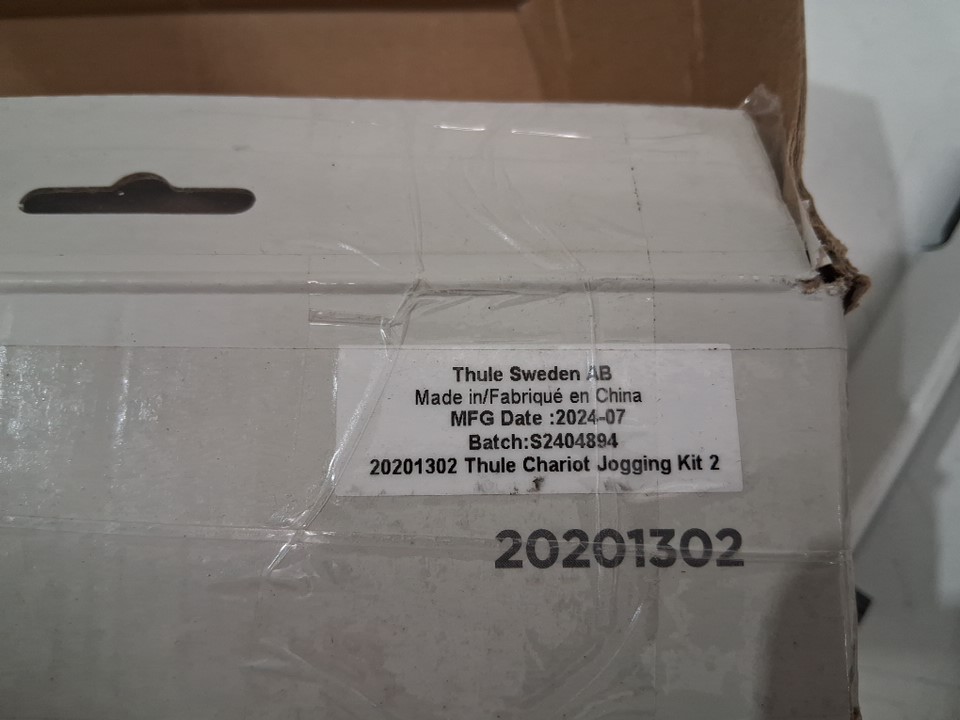 Thule Sweden AB
Made in/Fabriqué en China
MFG Date :2024-07
Batch:S2404894
20201302 Thule Chariot Jogging Kit 2
20201302